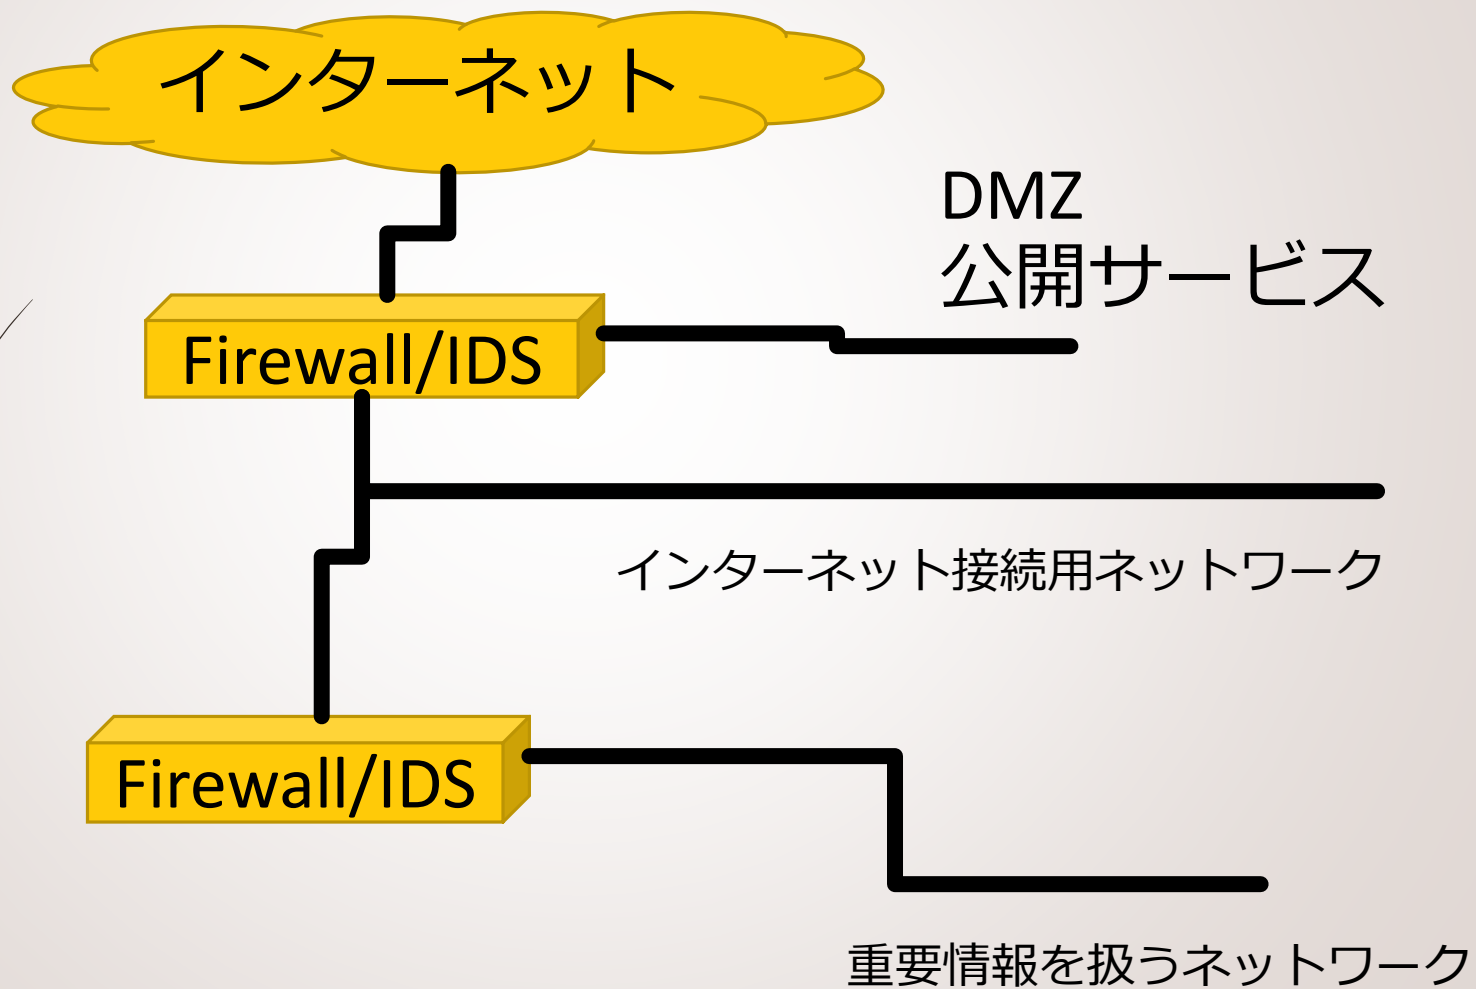 インターネット
DMZ
公開サービス
Firewall/IDS
インターネット接続用ネットワーク
Firewall/IDS
重要情報を扱うネットワーク